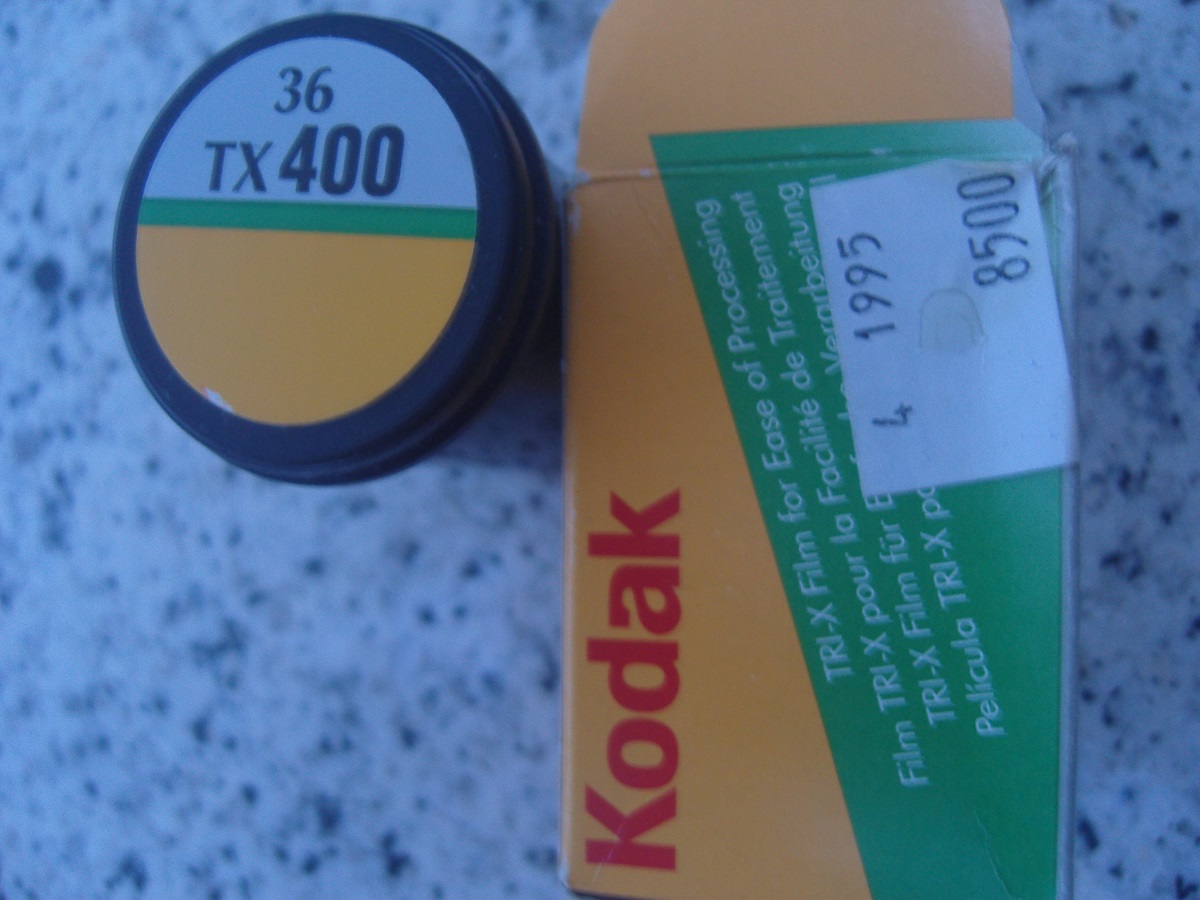 36
TX 400
Kodak
TRI-X Film for Ease of Processing
Film TRI-X pour la Facilité de Traitement
TRI-X Film für Verarbeitung
Película TRI-X
4 1995
8500